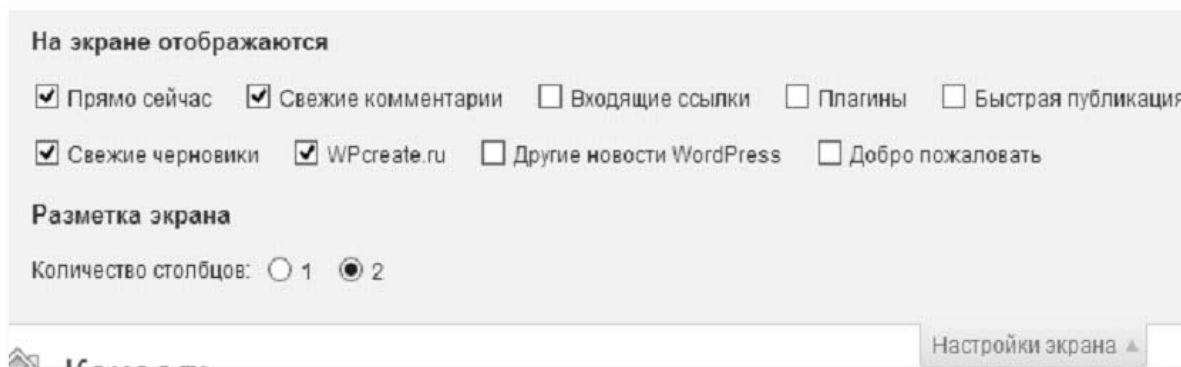 На экране отображаются
Прямо сейчас Свежие комментарии Входящие ссылки Плагины Быстрая публикация
Свежие черновики WPcreate.ru Другие новости WordPress Добро пожаловать
Разметка экрана
Количество столбцов: 1 2
Настройки экрана